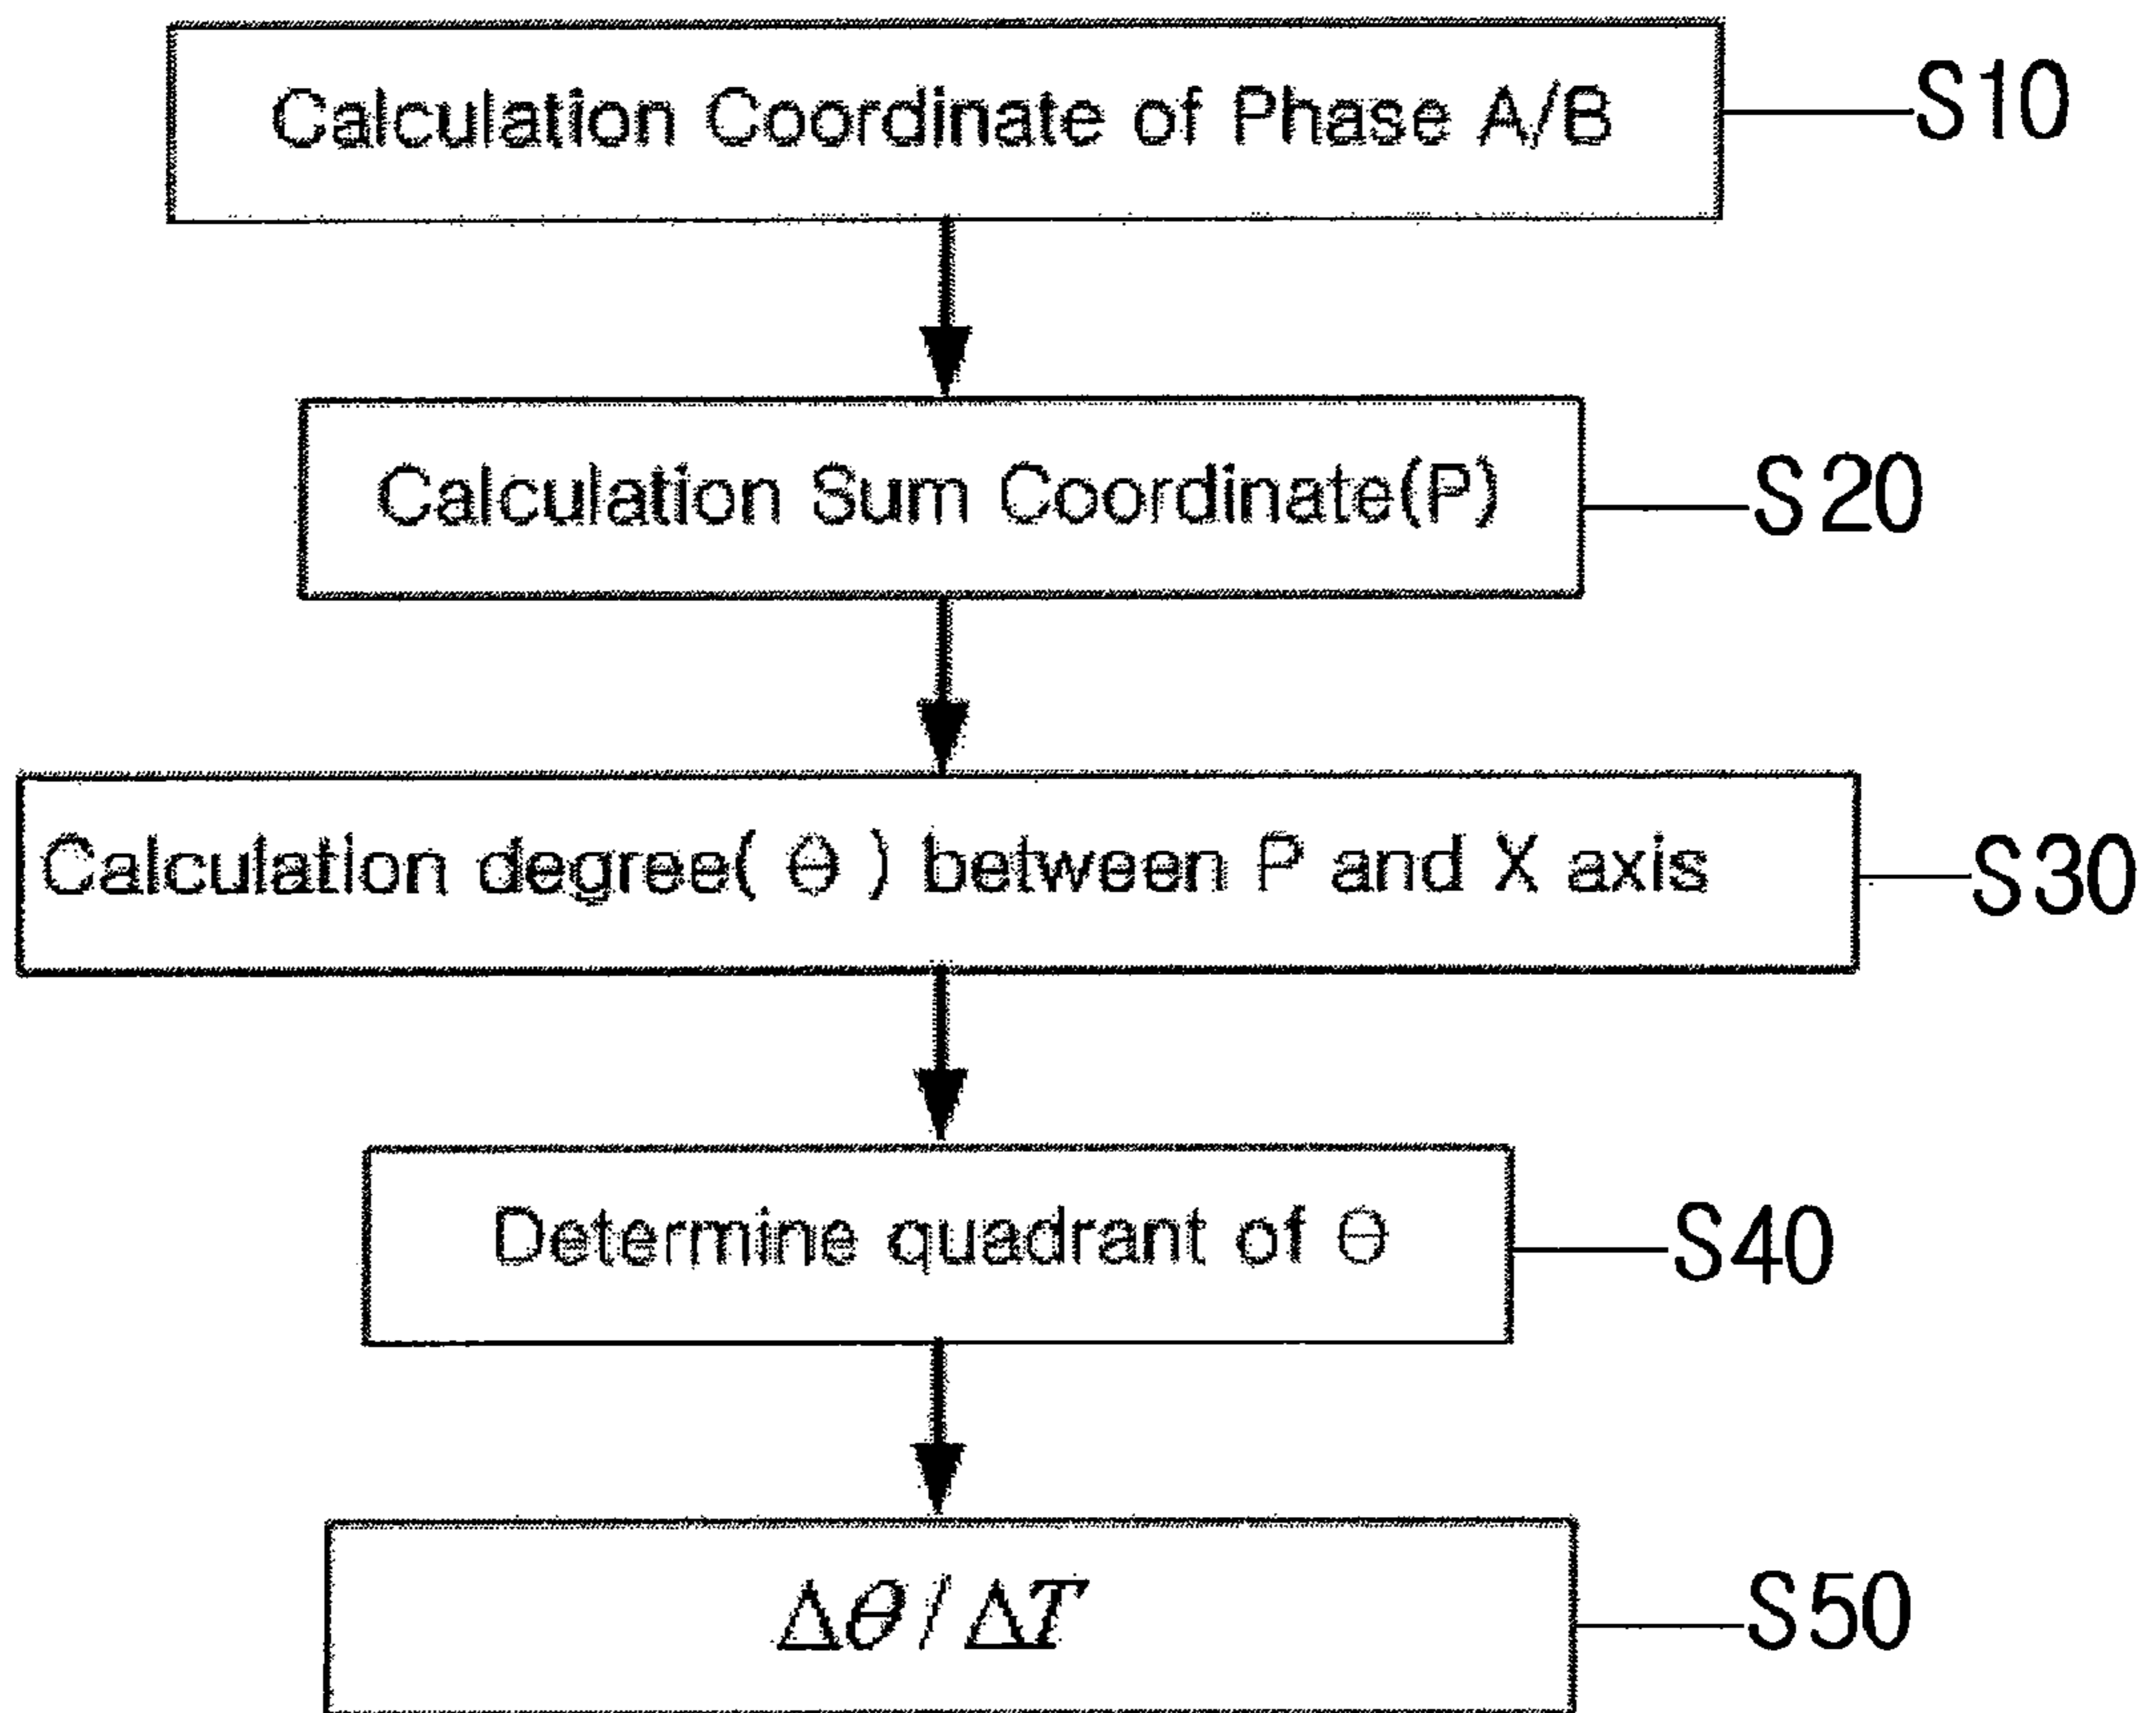 Calculation Coordinate of Phase A/B
S10
Calculation Sum Coordinate(P)
S20
Calculation degree( Θ ) between P and X axis
S30
Determine quadrant of Θ
S40
Δθ/ΔT
S50